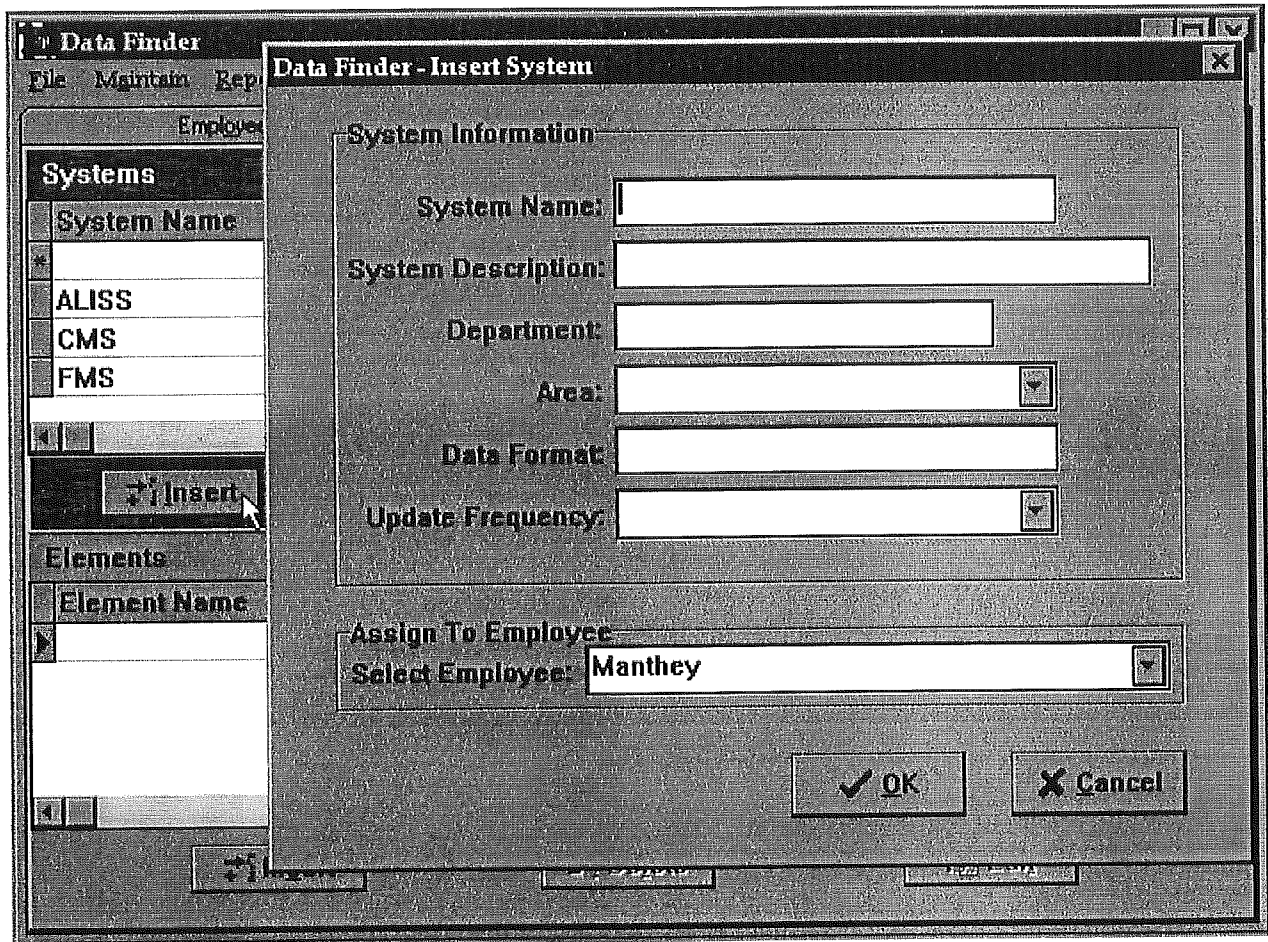 Data Finder
File Maintain Rep
Employe
Data Finder - Insert System
Systems
System Name
*
ALISS
CMS
FMS
Insert
Elements
Element Name
System Information
System Name:
System Description:
Department:
Area:
Data Format:
Update Frequency:
Assign To Employee
Select Employee: Manthey
OK
Cancel